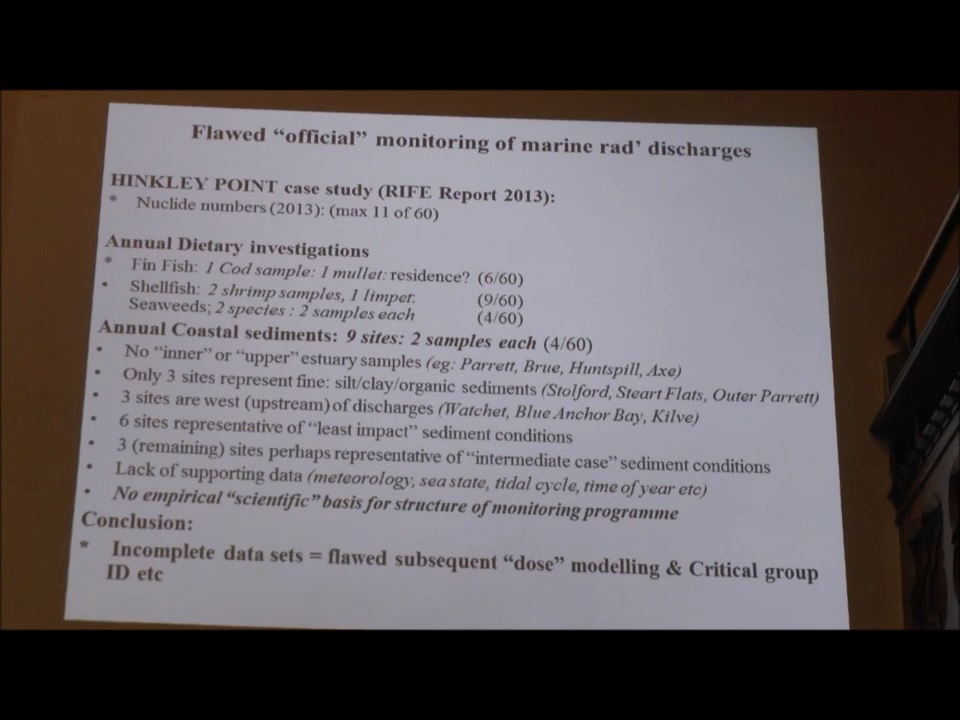 Flawed “official” monitoring of marine rad’ discharges
HINKLEY POINT case study (RIFE Report 2013):
* Nuclide numbers (2013): (max 11 of 60)
Annual Dietary investigations
* Fin Fish: 1 Cod sample: 1 mullet: residence? (6/60)
• Shellfish: 2 shrimp samples, 1 limpet. (9/60)
Seaweeds; 2 species : 2 samples each (4/60)
Annual Coastal sediments: 9 sites: 2 samples each (4/60)
• No “inner” or “upper” estuary samples (eg: Parrett, Brue, Huntspill, Axe)
• Only 3 sites represent fine: silt/clay/organic sediments (Stolford, Steart Flats, Outer Parrett)
• 3 sites are west (upstream) of discharges (Watchet, Blue Anchor Bay, Kilve)
• 6 sites representative of “least impact” sediment conditions
• 3 (remaining) sites perhaps representative of “intermediate case” sediment conditions
• Lack of supporting data (meteorology, sea state, tidal cycle, time of year etc)
• No empirical “scientific” basis for structure of monitoring programme
Conclusion:
* Incomplete data sets = flawed subsequent “dose” modelling & Critical group
ID etc